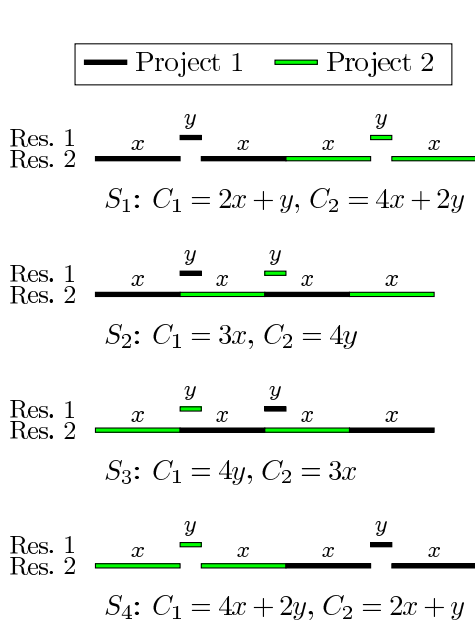 Project 1 Project 2
y y
Res. 1 x x x x
Res. 2
S₁: C₁ = 2x + y, C₂ = 4x + 2y
y y
Res. 1 x x x x
Res. 2
S₂: C₁ = 3x, C₂ = 4y
y y
Res. 1 x x x x
Res. 2
S₃: C₁ = 4y, C₂ = 3x
y y
Res. 1 x x x x
Res. 2
S₄: C₁ = 4x + 2y, C₂ = 2x + y